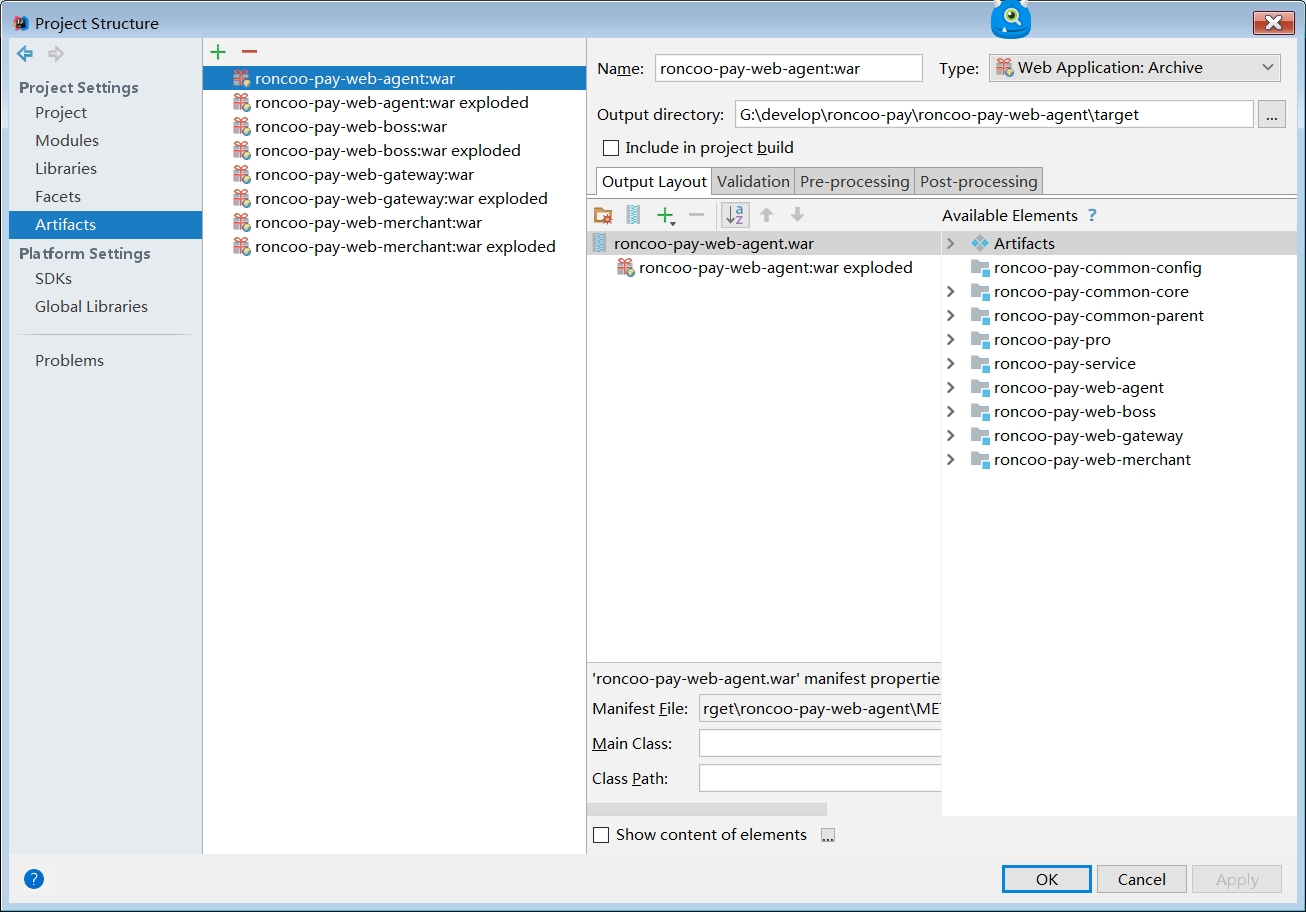 Project Structure
Project Settings
Project
Modules
Libraries
Facets
Artifacts
Platform Settings
SDKs
Global Libraries
Problems
roncoo-pay-web-agent:war
roncoo-pay-web-agent:war exploded
roncoo-pay-web-boss:war
roncoo-pay-web-boss:war exploded
roncoo-pay-web-gateway:war
roncoo-pay-web-gateway:war exploded
roncoo-pay-web-merchant:war
roncoo-pay-web-merchant:war exploded
Name: roncoo-pay-web-agent:war Type: Web Application: Archive
Output directory: G:\develop\roncoo-pay\roncoo-pay-web-agent\target ...
Include in project build
Output Layout Validation Pre-processing Post-processing
a z
Available Elements ?
roncoo-pay-web-agent.war
roncoo-pay-web-agent:war exploded
Artifacts
roncoo-pay-common-config
roncoo-pay-common-core
roncoo-pay-common-parent
roncoo-pay-pro
roncoo-pay-service
roncoo-pay-web-agent
roncoo-pay-web-boss
roncoo-pay-web-gateway
roncoo-pay-web-merchant
'roncoo-pay-web-agent.war' manifest propertie
Manifest File: rget\roncoo-pay-web-agent\ME
Main Class:
Class Path:
Show content of elements ...
? OK Cancel Apply